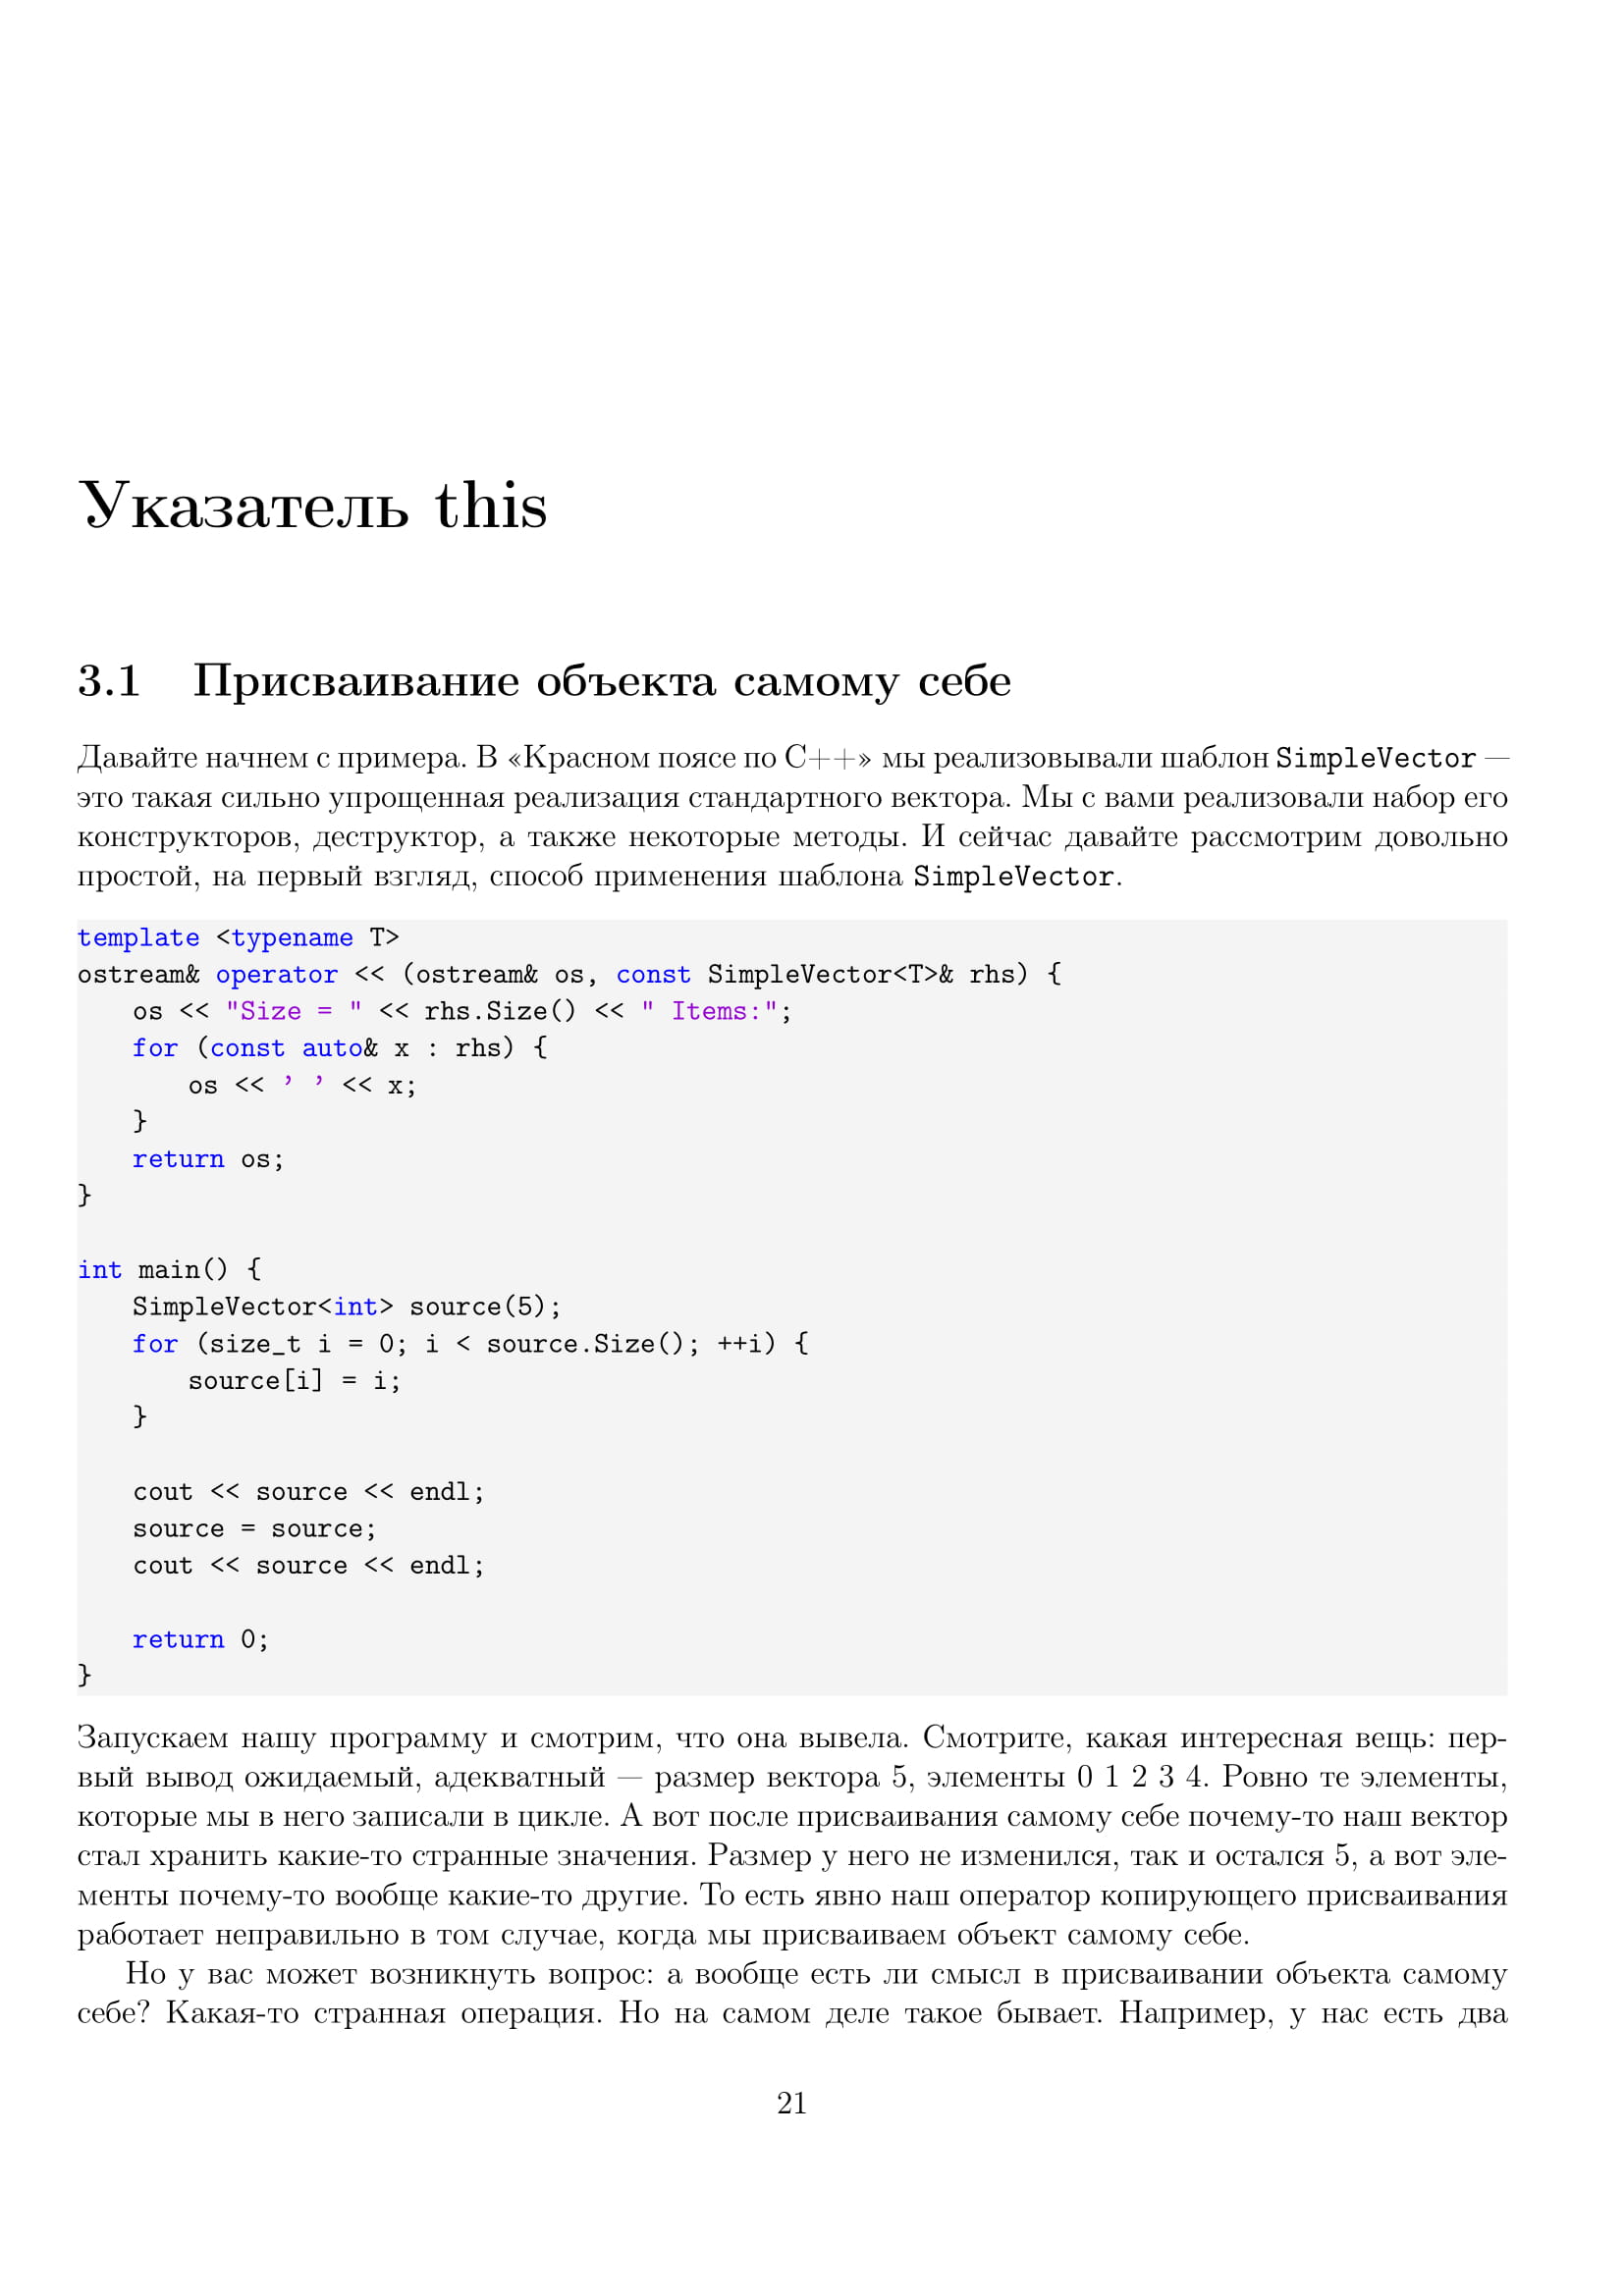 Указатель this
3.1 Присваивание объекта самому себе
Давайте начнем с примера. В «Красном поясе по C++» мы реализовывали шаблон SimpleVector —
это такая сильно упрощенная реализация стандартного вектора. Мы с вами реализовали набор его
конструкторов, деструктор, а также некоторые методы. И сейчас давайте рассмотрим довольно
простой, на первый взгляд, способ применения шаблона SimpleVector.
template <typename T>
ostream& operator << (ostream& os, const SimpleVector<T>& rhs) {
    os << "Size = " << rhs.Size() << " Items:";
    for (const auto& x : rhs) {
        os << ’ ’ << x;
    }
    return os;
}

int main() {
    SimpleVector<int> source(5);
    for (size_t i = 0; i < source.Size(); ++i) {
        source[i] = i;
    }

    cout << source << endl;
    source = source;
    cout << source << endl;

    return 0;
}
Запускаем нашу программу и смотрим, что она вывела. Смотрите, какая интересная вещь: пер-
вый вывод ожидаемый, адекватный — размер вектора 5, элементы 0 1 2 3 4. Ровно те элементы,
которые мы в него записали в цикле. А вот после присваивания самому себе почему-то наш вектор
стал хранить какие-то странные значения. Размер у него не изменился, так и остался 5, а вот эле-
менты почему-то вообще какие-то другие. То есть явно наш оператор копирующего присваивания
работает неправильно в том случае, когда мы присваиваем объект самому себе.
Но у вас может возникнуть вопрос: а вообще есть ли смысл в присваивании объекта самому
себе? Какая-то странная операция. Но на самом деле такое бывает. Например, у нас есть два
21